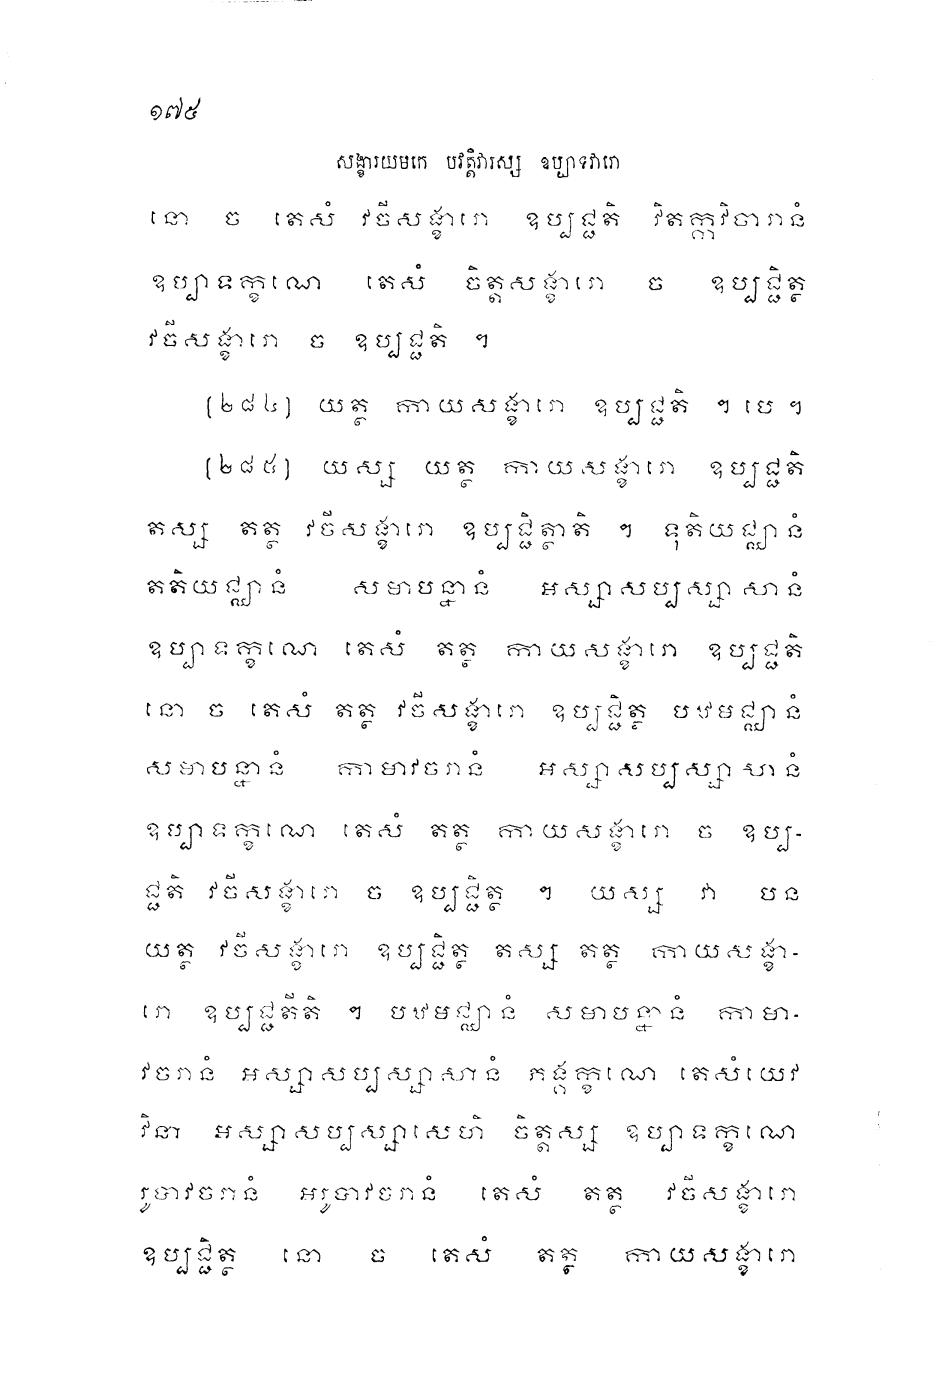 ១៧៥
សង្ខារយមកេ បវត្តិវារស្ស ឧប្បាទវារោ
នោ ច តេសំ វចីសង្ខារោ ឧប្បជ្ជតិ វិតក្កវិចារានំ
ឧប្បាទក្ខណេ តេសំ ចិត្តសង្ខារោ ច ឧប្បជ្ជិត្ថ
វចីសង្ខារោ ច ឧប្បជ្ជតិ ។
(២៨៤) យត្ថ កាយសង្ខារោ ឧប្បជ្ជតិ ។ បេ ។
(២៨៥) យស្ស យត្ថ កាយសង្ខារោ ឧប្បជ្ជតិ
តស្ស តត្ថ វចីសង្ខារោ ឧប្បជ្ជិត្ថាតិ ។ ទុតិយជ្ឈានំ
តតិយជ្ឈានំ សមាបន្នានំ អស្សាសប្បស្សាសានំ
ឧប្បាទក្ខណេ តេសំ តត្ថ កាយសង្ខារោ ឧប្បជ្ជតិ
នោ ច តេសំ តត្ថ វចីសង្ខារោ ឧប្បជ្ជិត្ថ បឋមជ្ឈានំ
សមាបន្នានំ កាមាវចរានំ អស្សាសប្បស្សាសានំ
ឧប្បាទក្ខណេ តេសំ តត្ថ កាយសង្ខារោ ច ឧប្ប-
ជ្ជតិ វចីសង្ខារោ ច ឧប្បជ្ជិត្ថ ។ យស្ស វា បន
យត្ថ វចីសង្ខារោ ឧប្បជ្ជិត្ថ តស្ស តត្ថ កាយសង្ខា-
រោ ឧប្បជ្ជតីតិ ។ បឋមជ្ឈានំ សមាបន្នានំ កាមា-
វចរានំ អស្សាសប្បស្សាសានំ ភង្គក្ខណេ តេសំយេវ
វិនា អស្សាសប្បស្សាសេហិ ចិត្តស្ស ឧប្បាទក្ខណេ
រូបាវចរានំ អរូបាវចរានំ តេសំ តត្ថ វចីសង្ខារោ
ឧប្បជ្ជិត្ថ នោ ច តេសំ តត្ថ កាយសង្ខារោ